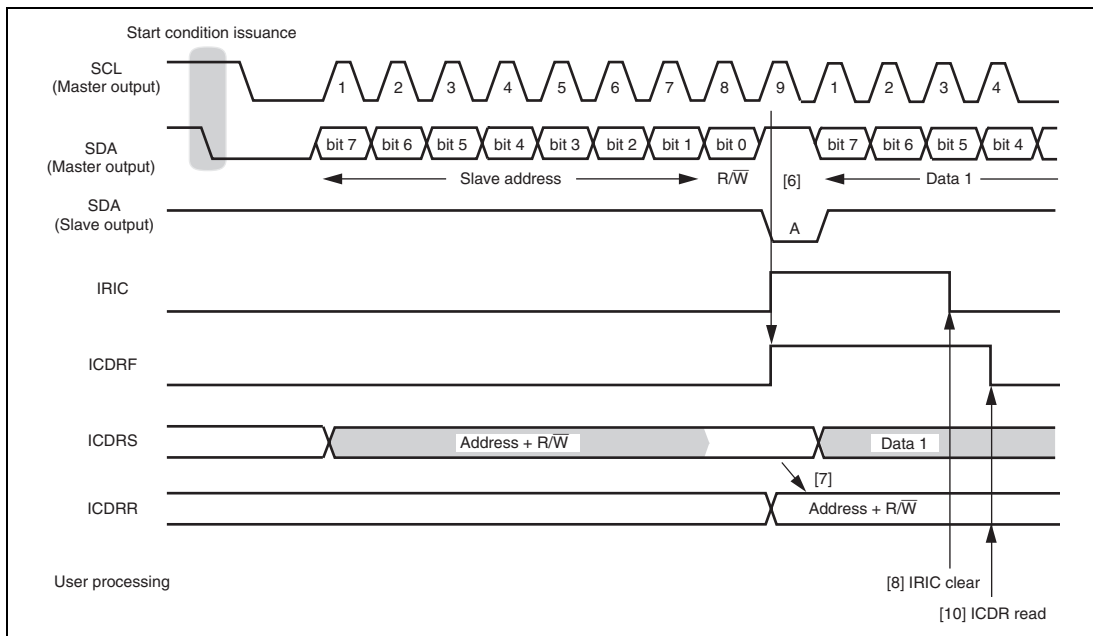 Start condition issuance
SCL
(Master output)
1 2 3 4 5 6 7 8 9 1 2 3 4
SDA
(Master output)
bit 7 bit 6 bit 5 bit 4 bit 3 bit 2 bit 1 bit 0 bit 7 bit 6 bit 5 bit 4
Slave address R/W̅ [6] Data 1
SDA
(Slave output)
A
IRIC
ICDRF
ICDRS
Address + R/W̅ Data 1
[7]
ICDRR
Address + R/W̅
User processing
[8] IRIC clear
[10] ICDR read